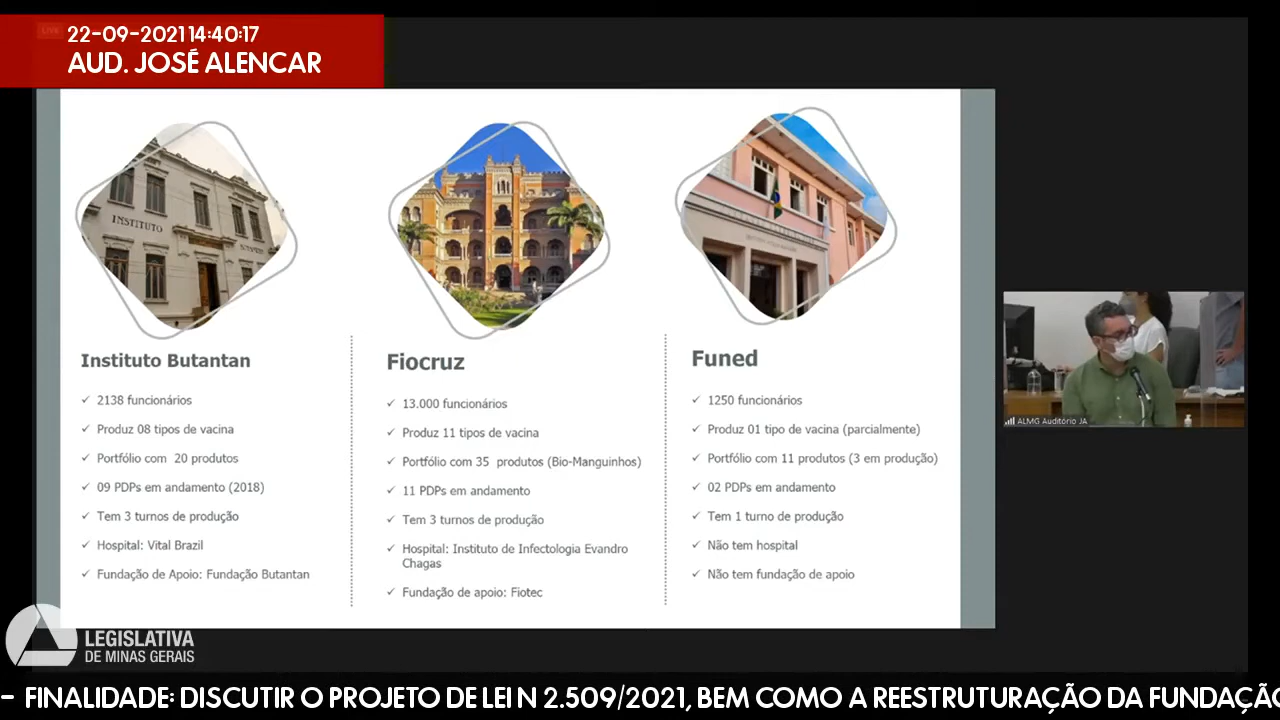 LIVE
22-09-2021 14:40:17
AUD. JOSÉ ALENCAR
INSTITUTO
Instituto Butantan
✓ 2138 funcionários
✓ Produz 08 tipos de vacina
✓ Portfólio com 20 produtos
✓ 09 PDPs em andamento (2018)
✓ Tem 3 turnos de produção
✓ Hospital: Vital Brazil
✓ Fundação de Apoio: Fundação Butantan
Fiocruz
✓ 13.000 funcionários
✓ Produz 11 tipos de vacina
✓ Portfólio com 35 produtos (Bio-Manguinhos)
✓ 11 PDPs em andamento
✓ Tem 3 turnos de produção
✓ Hospital: Instituto de Infectologia Evandro
Chagas
✓ Fundação de apoio: Fiotec
Funed
✓ 1250 funcionários
✓ Produz 01 tipo de vacina (parcialmente)
✓ Portfólio com 11 produtos (3 em produção)
✓ 02 PDPs em andamento
✓ Tem 1 turno de produção
✓ Não tem hospital
✓ Não tem fundação de apoio
ALMG Auditório JA
LEGISLATIVA
DE MINAS GERAIS
– FINALIDADE: DISCUTIR O PROJETO DE LEI N 2.509/2021, BEM COMO A REESTRUTURAÇÃO DA FUNDAÇÃO